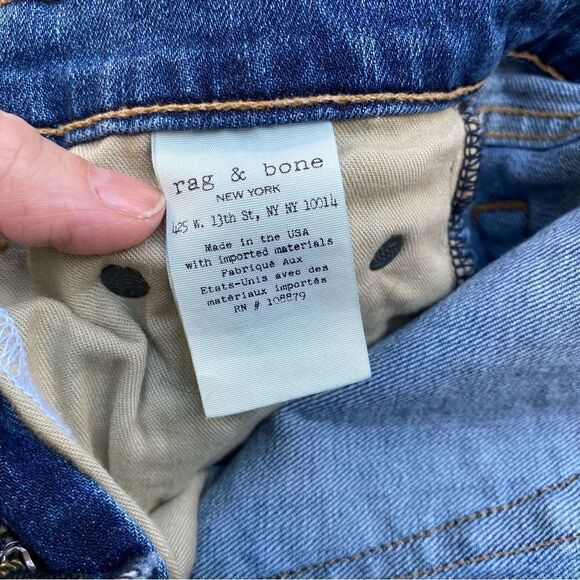 rag & bone
NEW YORK
425 W. 13th St, NY NY 10014
Made in the USA
with imported materials
Fabriqué Aux
Etats-Unis avec des
matériaux importés
RN # 108879